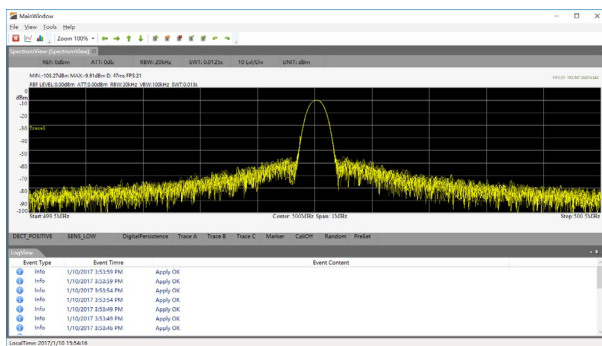 MainWindow
File View Tools Help
Zoom 100%
SpectrumView-[SpectrumView]
REF: 0dBm ATT: 0db RBW: 20kHz SWT: 0.0125s 10 Lvl/Div UNIT: dBm
MIN:-103.27dBm MAX:-9.91dBm D: 47ms FPS:21
REF LEVEL:0.00dBm ATT:0.00dBm RBW:20kHz VBW:100kHz SWT:0.013s
0
dBm
-10
-20
Trace1
-30
-40
-50
-60
-70
-80
-90
-100
Start 499.5MHz Center 500MHz Span: 1MHz Stop:500.5MHz
DECT_POSITIVE SENS_LOW DigitalPersistence Trace A Trace B Trace C Marker CaliOff Random PreSet
LogView
Event Type Event Timre Event Content
Info 1/10/2017 3:53:59 PM Apply OK
Info 1/10/2017 3:53:59 PM Apply OK
Info 1/10/2017 3:53:54 PM Apply OK
Info 1/10/2017 3:53:54 PM Apply OK
Info 1/10/2017 3:53:49 PM Apply OK
Info 1/10/2017 3:53:49 PM Apply OK
Info 1/10/2017 3:53:46 PM Apply OK
LocalTime: 2017/1/10 15:54:16